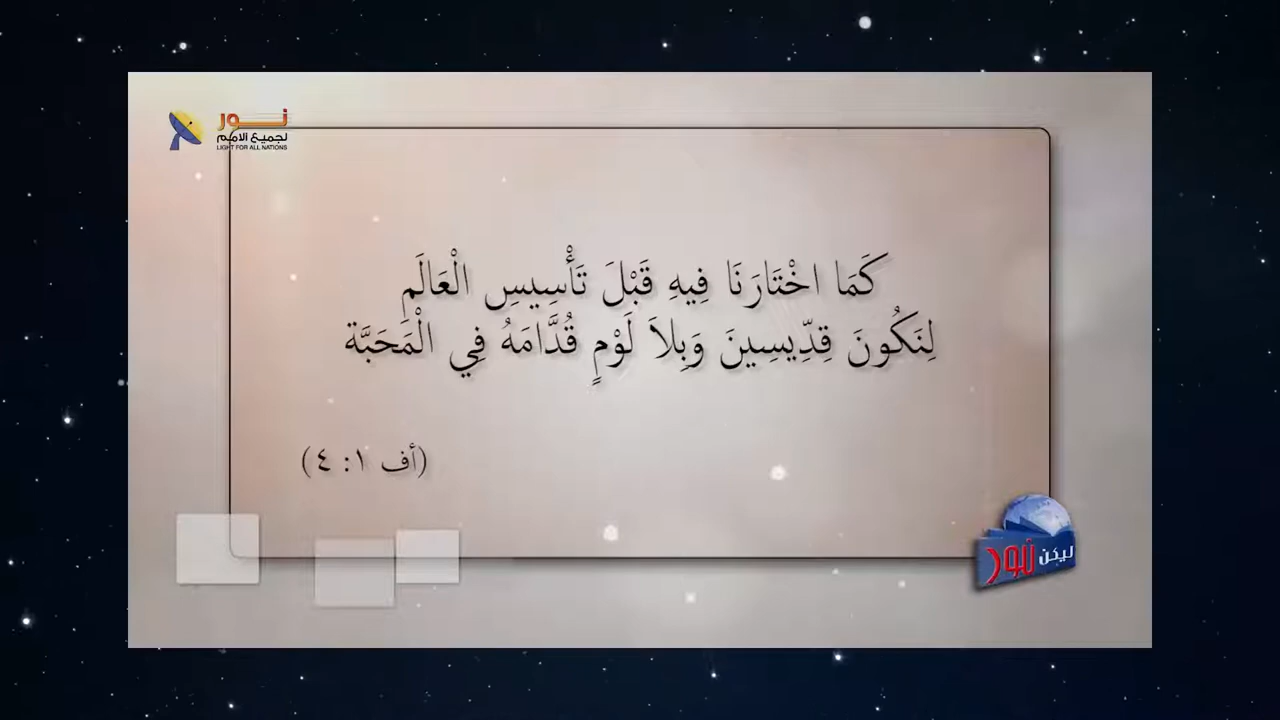 نور
لجميع الامم
LIGHT FOR ALL NATIONS
كَمَا اخْتَارَنَا فِيهِ قَبْلَ تَأْسِيسِ الْعَالَمِ
لِنَكُونَ قِدِّيسِينَ وَبِلاَ لَوْمٍ قُدَّامَهُ فِي الْمَحَبَّة
(أف ١: ٤)
ليكن نور